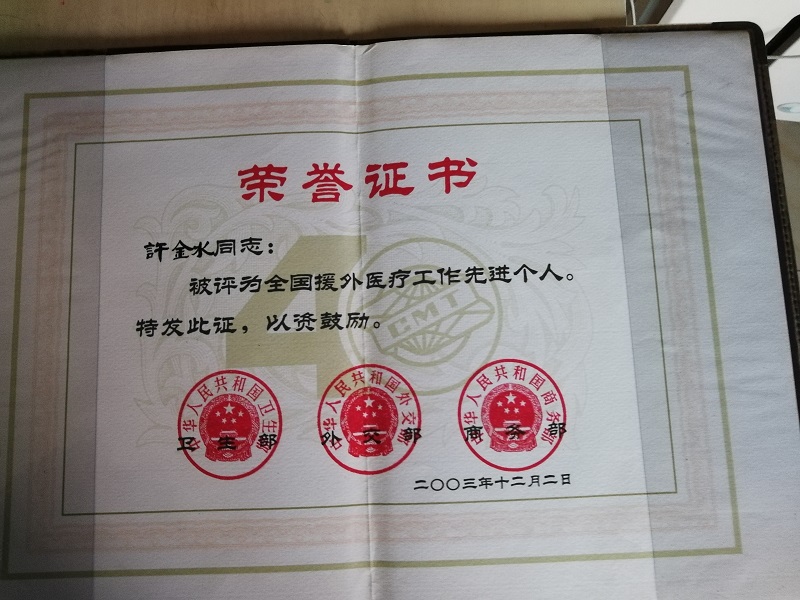 荣誉证书
許金水同志：
被评为全国援外医疗工作先进个人。
特发此证，以资鼓励。
40
CMT
中华人民共和国卫生部
中华人民共和国外交部
中华人民共和国商务部
卫生部 外交部 商务部
二〇〇三年十二月二日